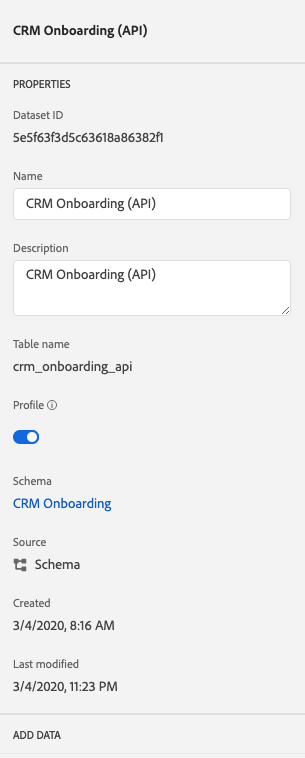 CRM Onboarding (API)
PROPERTIES
Dataset ID
5e5f63f3d5c63618a86382f1
Name
CRM Onboarding (API)
Description
CRM Onboarding (API)
Table name
crm_onboarding_api
Profile
Schema
CRM Onboarding
Source
Schema
Created
3/4/2020, 8:16 AM
Last modified
3/4/2020, 11:23 PM
ADD DATA